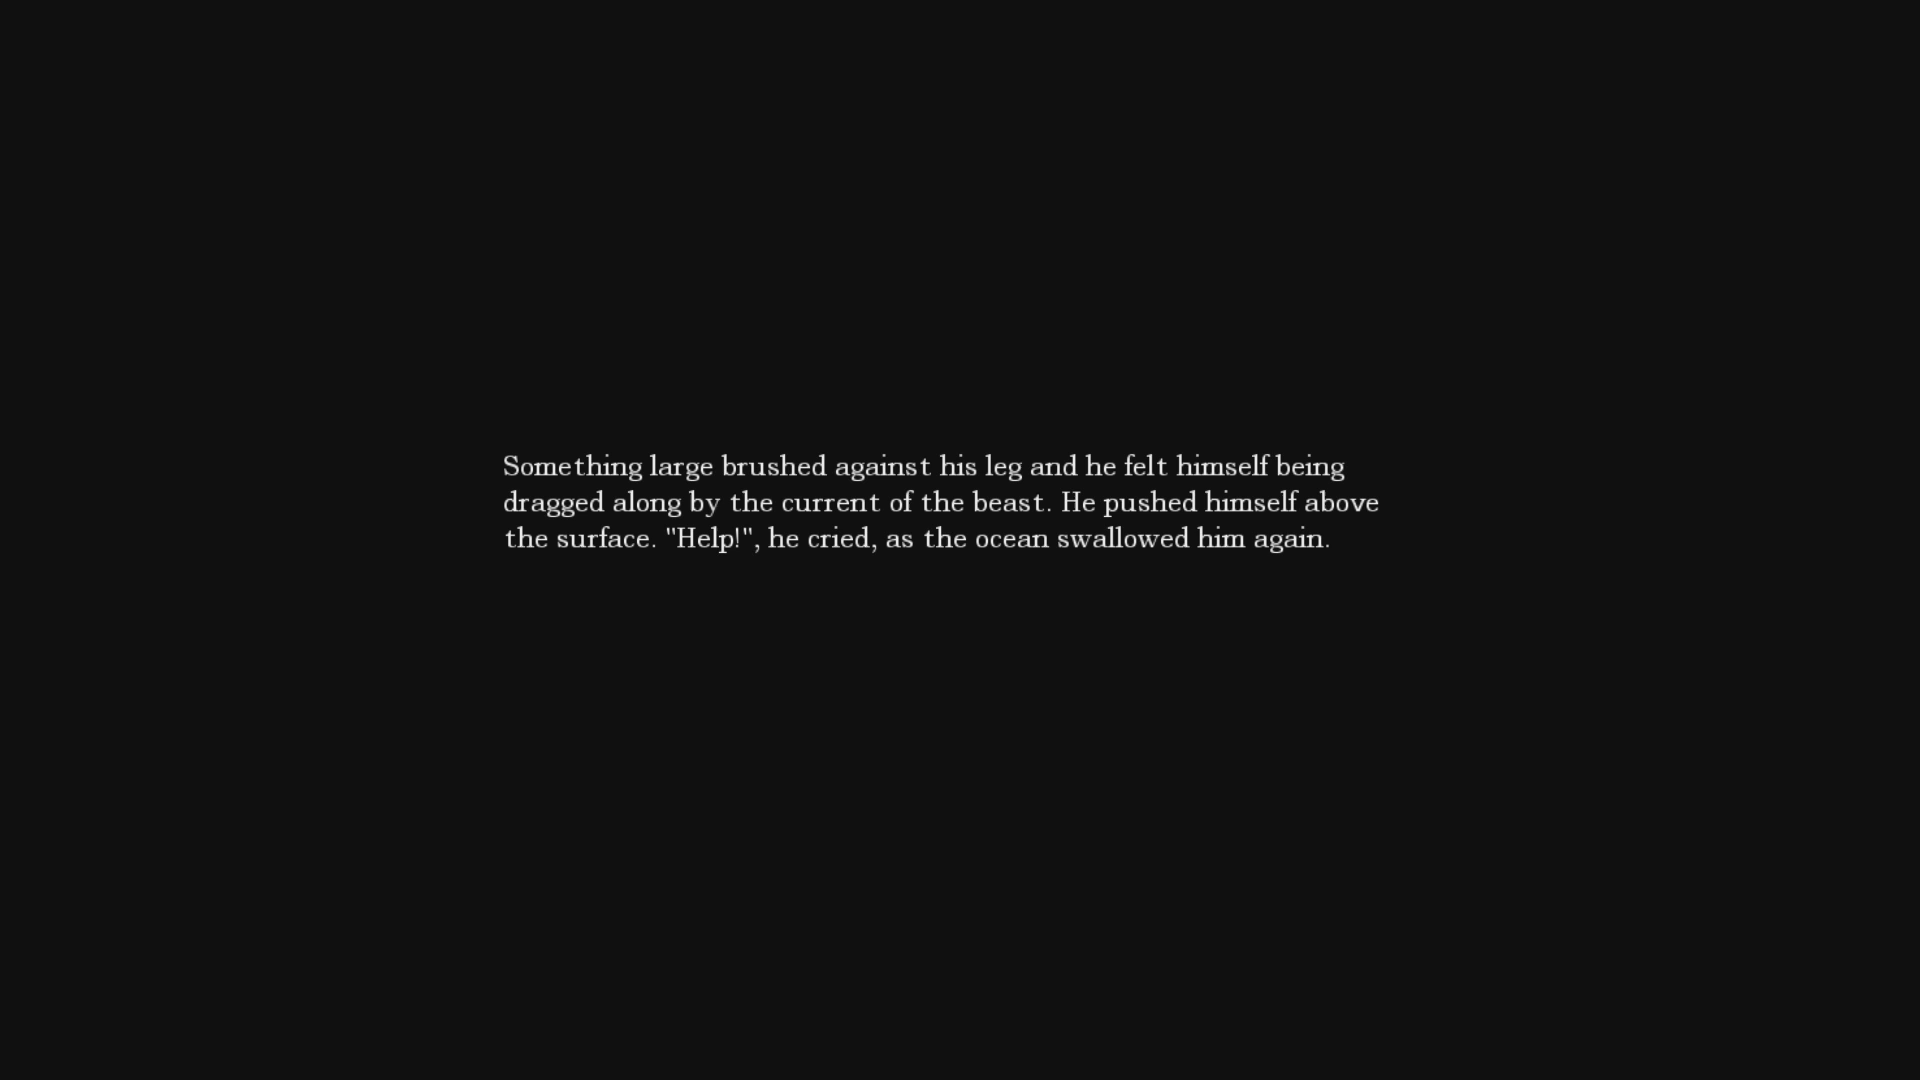 Something large brushed against his leg and he felt himself being
dragged along by the current of the beast. He pushed himself above
the surface. "Help!", he cried, as the ocean swallowed him again.